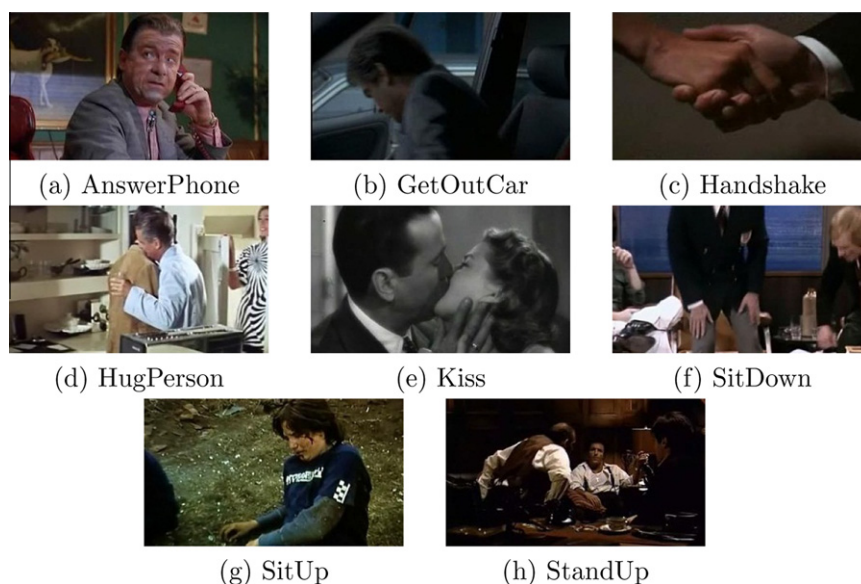 (a) AnswerPhone
(b) GetOutCar
(c) Handshake
(d) HugPerson
(e) Kiss
(f) SitDown
(g) SitUp
(h) StandUp